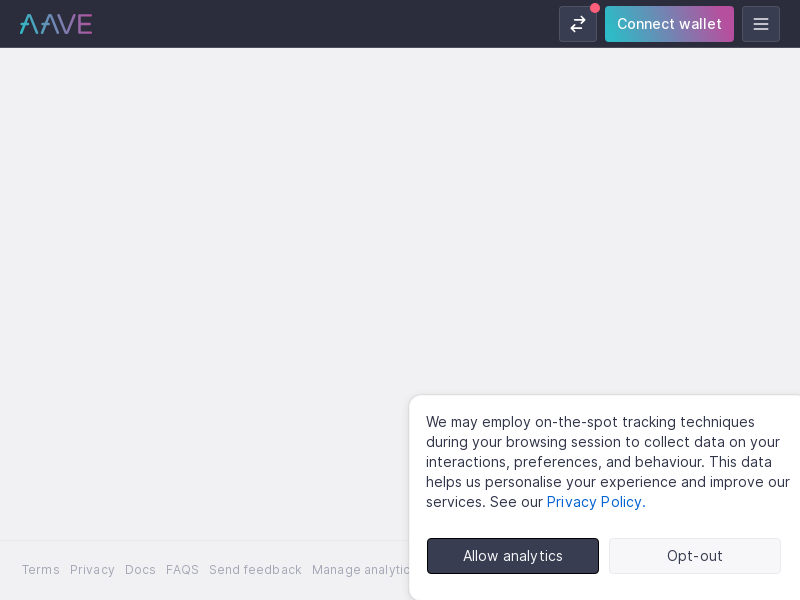 AAVE
Connect wallet
We may employ on-the-spot tracking techniques
during your browsing session to collect data on your
interactions, preferences, and behaviour. This data
helps us personalise your experience and improve our
services. See our Privacy Policy.
Allow analytics
Opt-out
Terms Privacy Docs FAQS Send feedback Manage analytic